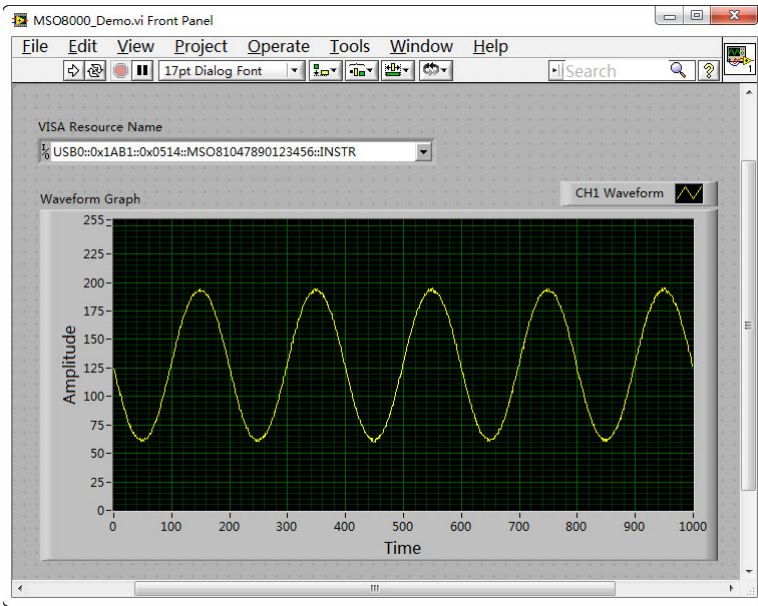 MSO8000_Demo.vi Front Panel
File Edit View Project Operate Tools Window Help
17pt Dialog Font
Search
?
1
VISA Resource Name
I/0 USB0::0x1AB1::0x0514::MSO81047890123456::INSTR
Waveform Graph
CH1 Waveform
255
225
200
175
150
125
100
75
50
25
0
Amplitude
0 100 200 300 400 500 600 700 800 900 1000
Time